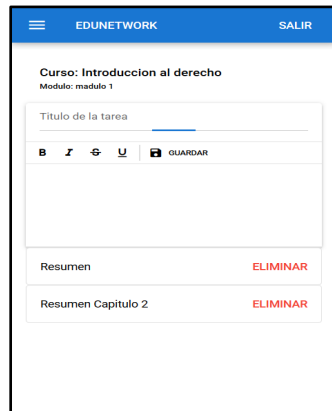 EDUNETWORK SALIR
Curso: Introduccion al derecho
Modulo: madulo 1
Titulo de la tarea
B I S U GUARDAR
Resumen ELIMINAR
Resumen Capitulo 2 ELIMINAR